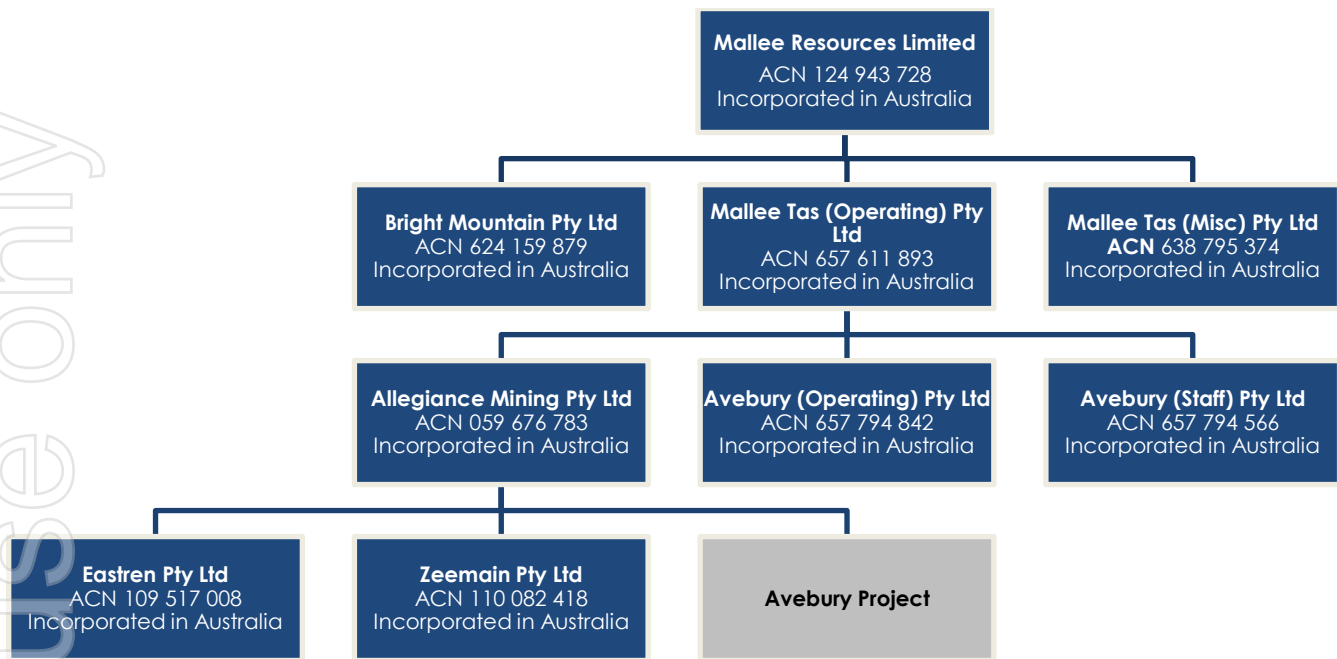 Mallee Resources Limited
ACN 124 943 728
Incorporated in Australia
Bright Mountain Pty Ltd
ACN 624 159 879
Incorporated in Australia
Mallee Tas (Operating) Pty
Ltd
ACN 657 611 893
Incorporated in Australia
Mallee Tas (Misc) Pty Ltd
ACN 638 795 374
Incorporated in Australia
Allegiance Mining Pty Ltd
ACN 059 676 783
Incorporated in Australia
Avebury (Operating) Pty Ltd
ACN 657 794 842
Incorporated in Australia
Avebury (Staff) Pty Ltd
ACN 657 794 566
Incorporated in Australia
Eastren Pty Ltd
ACN 109 517 008
Incorporated in Australia
Zeemain Pty Ltd
ACN 110 082 418
Incorporated in Australia
Avebury Project
use only